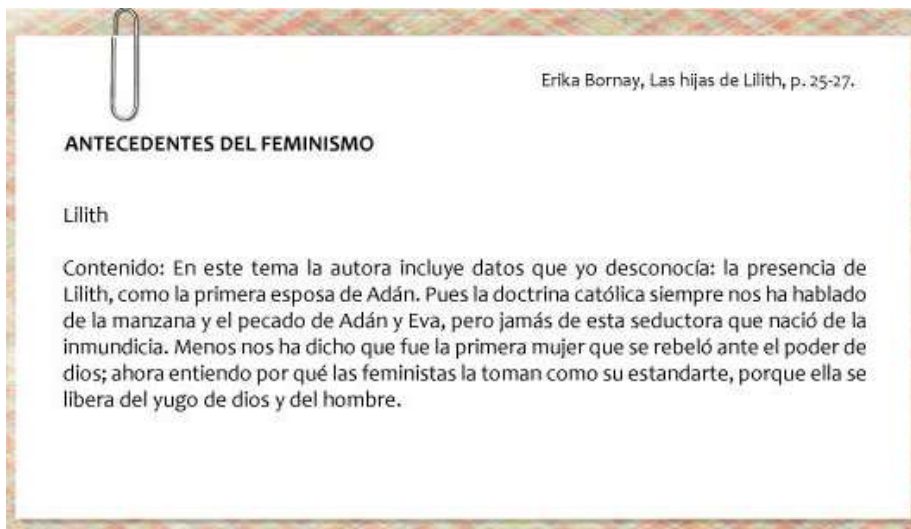 Erika Bornay, Las hijas de Lilith, p. 25-27.
ANTECEDENTES DEL FEMINISMO
Lilith
Contenido: En este tema la autora incluye datos que yo desconocía: la presencia de
Lilith, como la primera esposa de Adán. Pues la doctrina católica siempre nos ha hablado
de la manzana y el pecado de Adán y Eva, pero jamás de esta seductora que nació de la
inmundicia. Menos nos ha dicho que fue la primera mujer que se rebeló ante el poder de
dios; ahora entiendo por qué las feministas la toman como su estandarte, porque ella se
libera del yugo de dios y del hombre.